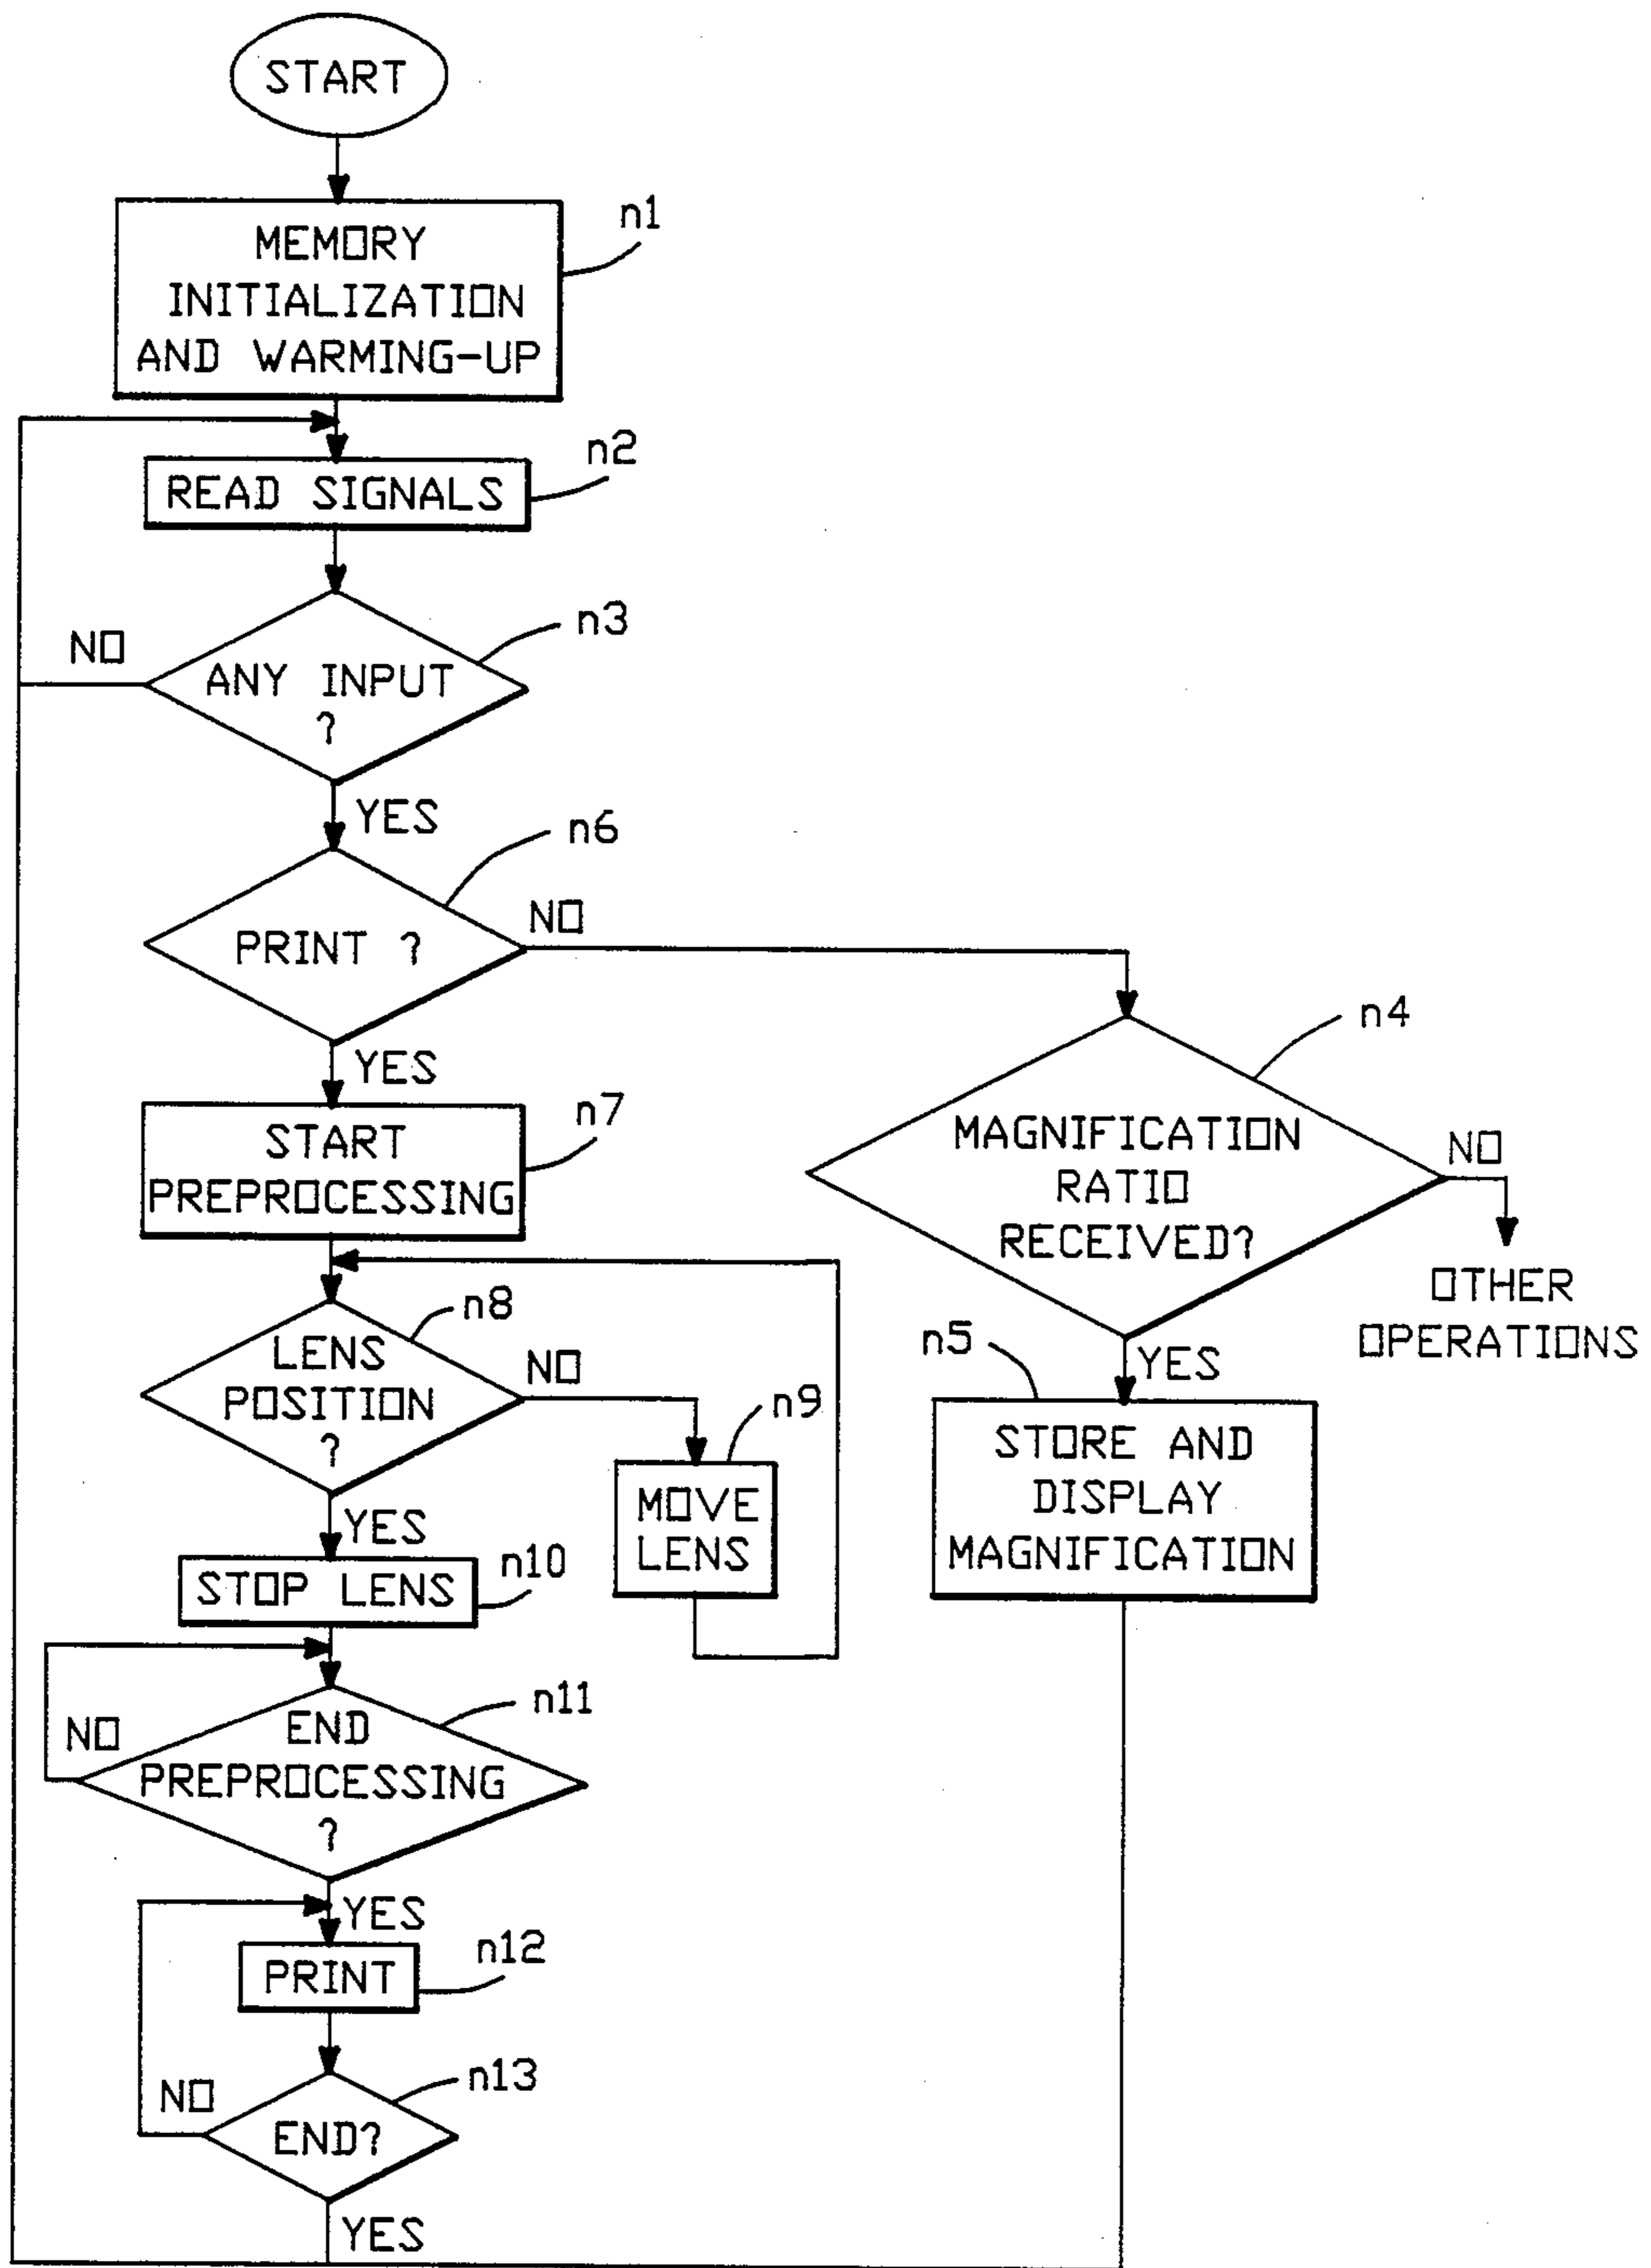 START
n1
MEMORY
INITIALIZATION
AND WARMING-UP
n2
READ SIGNALS
n3
NO
ANY INPUT
?
YES
n6
NO
PRINT ?
n4
YES
n7
START
PREPROCESSING
MAGNIFICATION
RATIO
RECEIVED?
NO
OTHER
OPERATIONS
n8
LENS
POSITION
?
NO
n9
MOVE
LENS
n5
YES
STORE AND
DISPLAY
MAGNIFICATION
YES
n10
STOP LENS
n11
NO
END
PREPROCESSING
?
YES
n12
PRINT
n13
NO
END?
YES